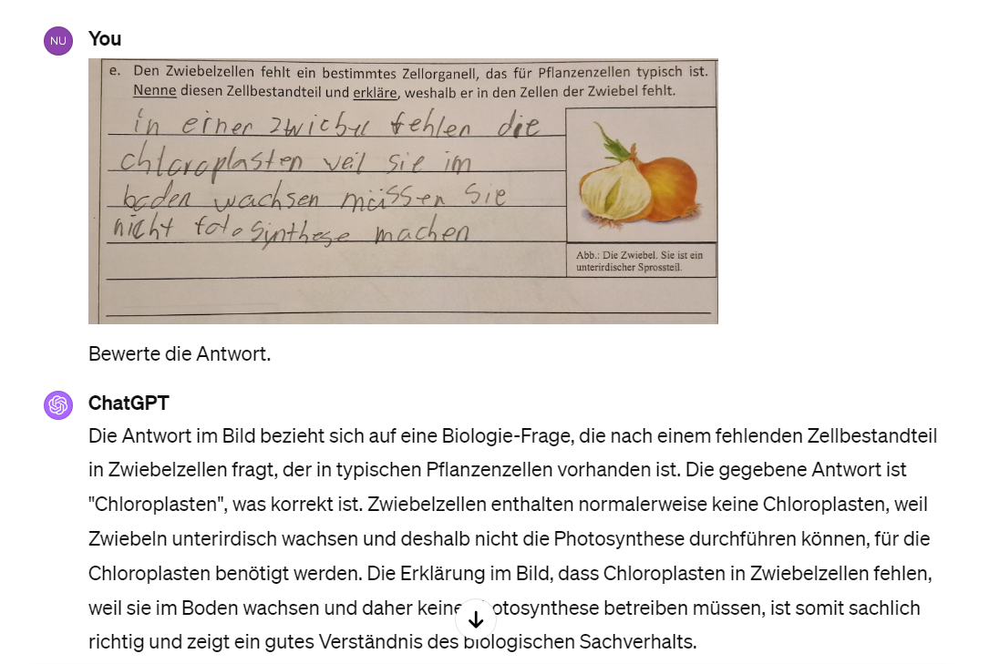 NU
You
e. Den Zwiebelzellen fehlt ein bestimmtes Zellorganell, das für Pflanzenzellen typisch ist.
Nenne diesen Zellbestandteil und erkläre, weshalb er in den Zellen der Zwiebel fehlt.
in einer zwiebel fehlen die
chloroplasten weil sie im
boden wachsen müssen sie
nicht foto synthese machen
Abb.: Die Zwiebel. Sie ist ein
unterirdischer Sprossteil.
Bewerte die Antwort.
ChatGPT
Die Antwort im Bild bezieht sich auf eine Biologie-Frage, die nach einem fehlenden Zellbestandteil
in Zwiebelzellen fragt, der in typischen Pflanzenzellen vorhanden ist. Die gegebene Antwort ist
"Chloroplasten", was korrekt ist. Zwiebelzellen enthalten normalerweise keine Chloroplasten, weil
Zwiebeln unterirdisch wachsen und deshalb nicht die Photosynthese durchführen können, für die
Chloroplasten benötigt werden. Die Erklärung im Bild, dass Chloroplasten in Zwiebelzellen fehlen,
weil sie im Boden wachsen und daher keine Photosynthese betreiben müssen, ist somit sachlich
richtig und zeigt ein gutes Verständnis des biologischen Sachverhalts.